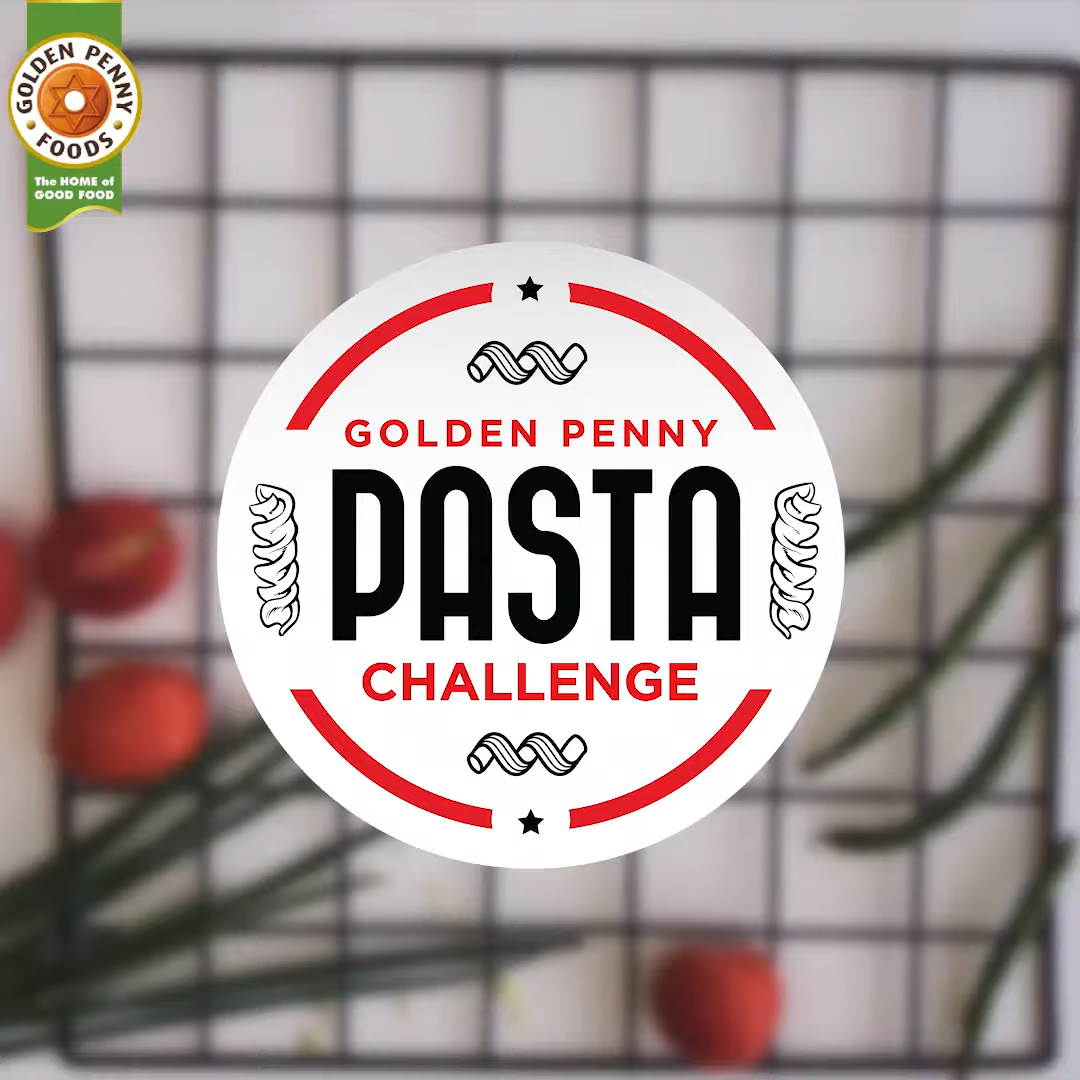 GOLDEN PENNY
FOODS
The HOME of
GOOD FOOD
GOLDEN PENNY
PASTA
CHALLENGE